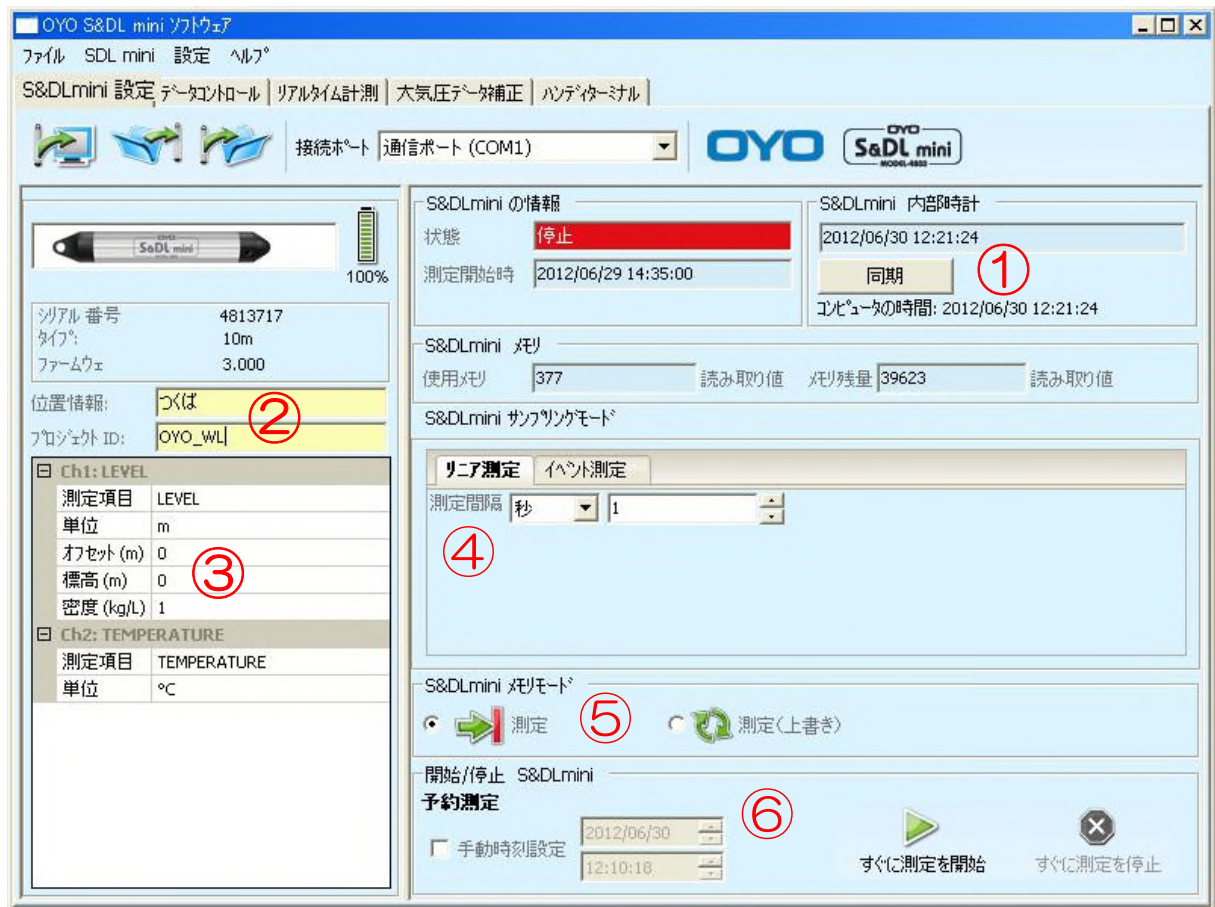 OYO S&DL mini ソフトウェア
ファイル SDL mini 設定 ヘルプ
S&DLmini 設定 データコントロール リアルタイム計測 大気圧データ補正 ハンディターミナル
接続ポート 通信ポート (COM1) OYO OYO S&DL mini MODEL-4800
S&DLmini の情報
状態 停止
測定開始時 2012/06/29 14:35:00
S&DLmini 内部時計
2012/06/30 12:21:24
同期 ①
コンピュータの時間: 2012/06/30 12:21:24
S&DL mini
100%
シリアル 番号 4813717
タイプ: 10m
ファームウェ 3.000
位置情報: つくば
プロジェクト ID: OYO_WL
②
S&DLmini メモリ
使用メモリ 377 読み取り値 メモリ残量 39623 読み取り値
Ch1: LEVEL
測定項目 LEVEL
単位 m
オフセット (m) 0
標高 (m) 0
密度 (kg/L) 1
③
Ch2: TEMPERATURE
測定項目 TEMPERATURE
単位 °C
S&DLmini サンプリングモード
リニア測定 イベント測定
測定間隔 秒 1
④
S&DLmini メモリモード
測定 ⑤ 測定(上書き)
開始/停止 S&DLmini
予約測定 ⑥
手動時刻設定
2012/06/30
12:10:18
すぐに測定を開始 すぐに測定を停止